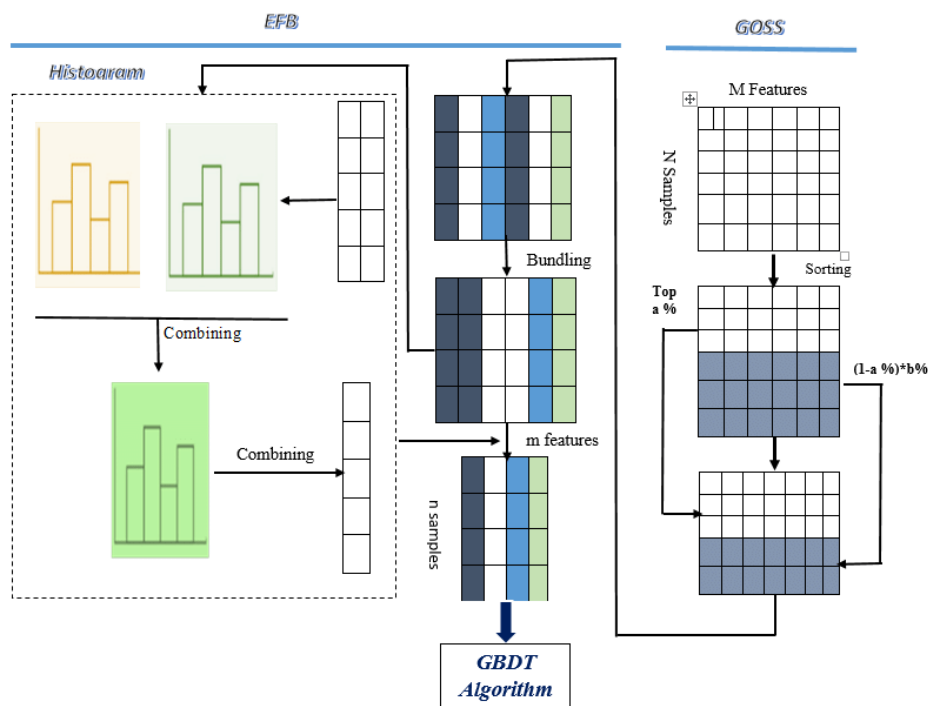 EFB
GOSS
Histoaram
M Features
N Samples
Bundling
Sorting
Top
a %
Combining
(1-a %)*b%
Combining
m features
n samples
GBDT
Algorithm